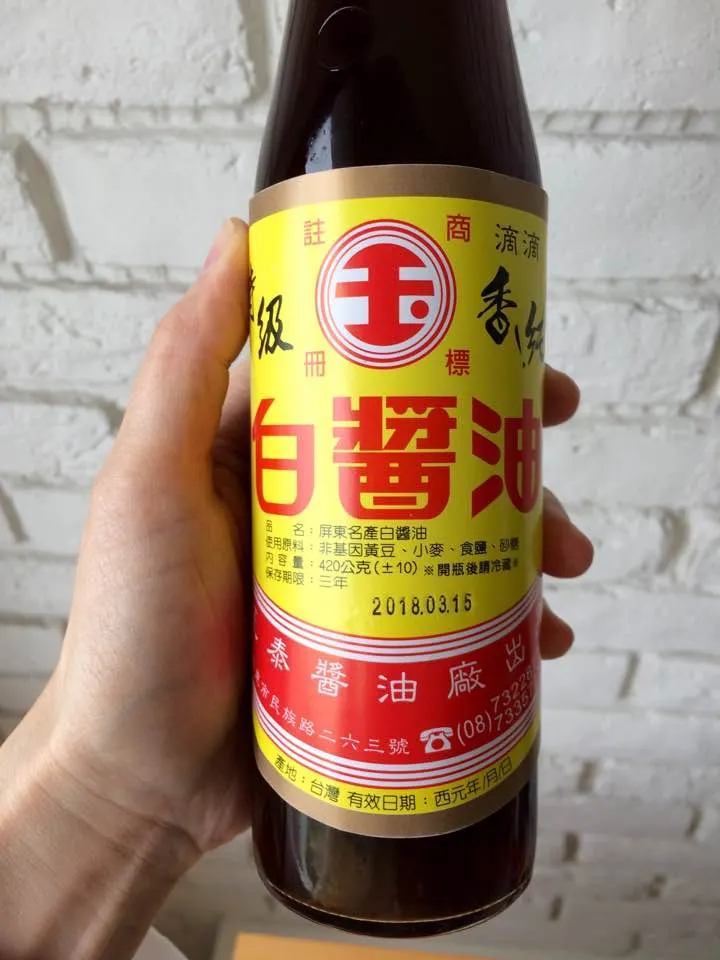 註 商
冊 標
玉
滴滴
香純
級
白醬油
品　　名：屏東名產白醬油
使用原料：非基因黃豆、小麥、食鹽、砂糖
內 容 量：420公克(±10) ※開瓶後請冷藏※
保存期限：三年
2018.03.15
泰醬油廠出
市民族路二六三號 ☎(08)
產地：台灣 有效日期：西元年/月/日